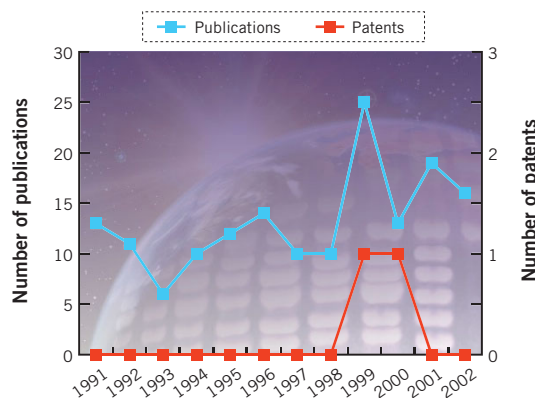 Publications Patents
Number of publications
30
25
20
15
10
5
0
3
2
1
0
Number of patents
1991 1992 1993 1994 1995 1996 1997 1998 1999 2000 2001 2002